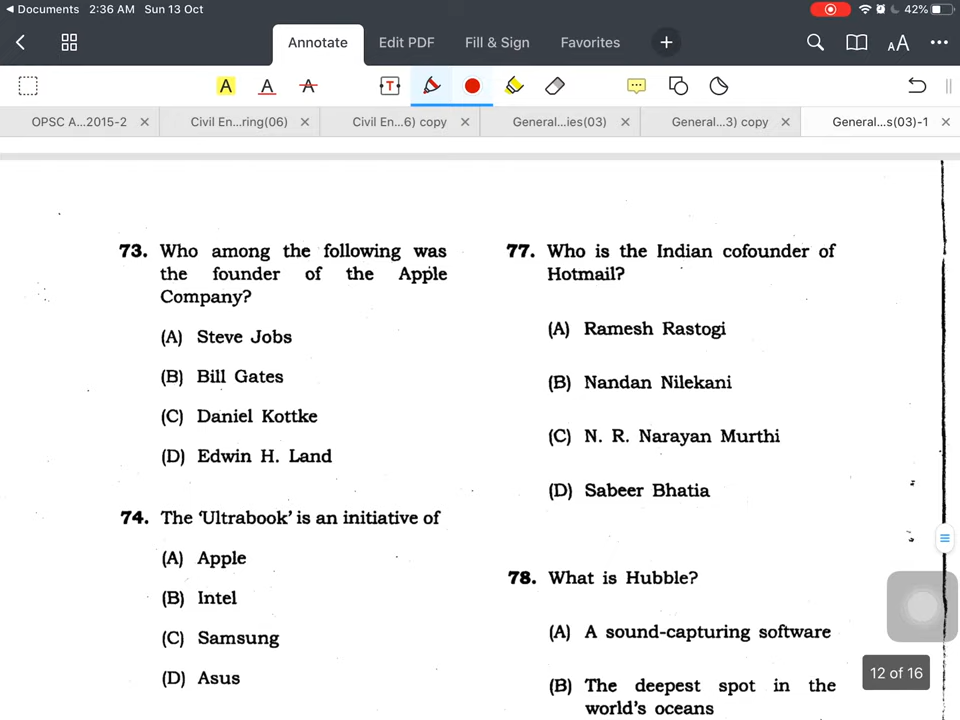 Documents 2:36 AM Sun 13 Oct 42%
Annotate Edit PDF Fill & Sign Favorites + AA
A A A T
OPSC A...2015-2 × Civil En...ring(06) × Civil En...6) copy × General...ies(03) × General...3) copy × General...s(03)-1 ×
73. Who among the following was
the founder of the Apple
Company?
(A) Steve Jobs
(B) Bill Gates
(C) Daniel Kottke
(D) Edwin H. Land
74. The 'Ultrabook' is an initiative of
(A) Apple
(B) Intel
(C) Samsung
(D) Asus
77. Who is the Indian cofounder of
Hotmail?
(A) Ramesh Rastogi
(B) Nandan Nilekani
(C) N. R. Narayan Murthi
(D) Sabeer Bhatia
78. What is Hubble?
(A) A sound-capturing software
(B) The deepest spot in the
world's oceans
12 of 16